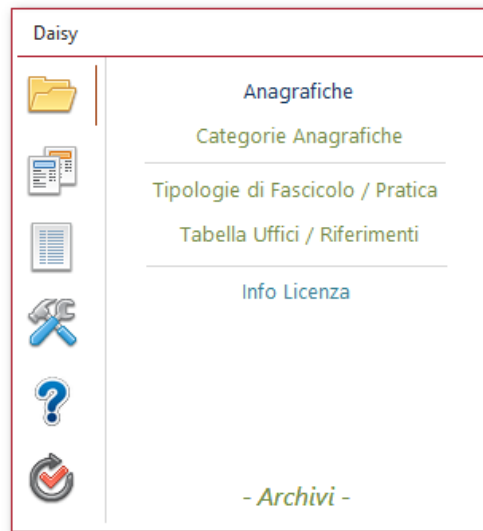 Daisy
Anagrafiche
Categorie Anagrafiche
Tipologie di Fascicolo / Pratica
Tabella Uffici / Riferimenti
Info Licenza
- Archivi -